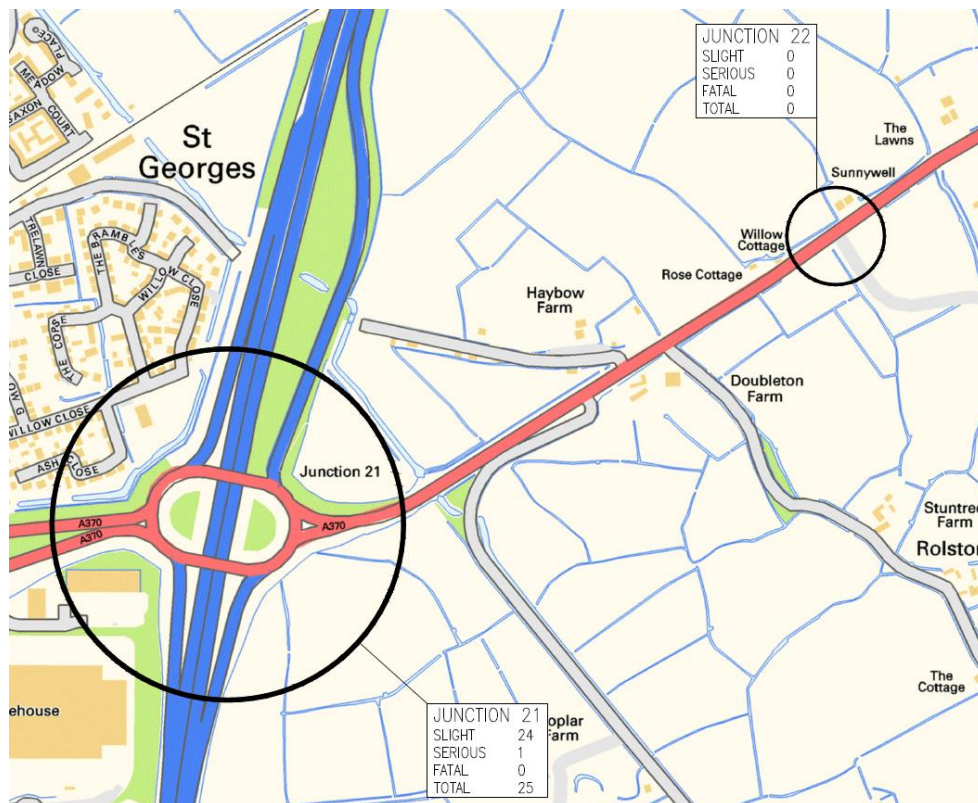 JUNCTION 22
SLIGHT 0
SERIOUS 0
FATAL 0
TOTAL 0
MEADOW
PLACE
SAXON
COURT
St
Georges
The
Lawns
Sunnywell
Willow
Cottage
Rose Cottage
Haybow
Farm
TRELAWN
CLOSE
THE BRAMBLES
WILLOW CLOSE
THE COPSE
WILLOW CLOSE
ASH CLOSE
Doubleton
Farm
Junction 21
A370
A370
A370
Stuntree
Farm
Rolston
The
Cottage
ehouse
oplar
Farm
JUNCTION 21
SLIGHT 24
SERIOUS 1
FATAL 0
TOTAL 25